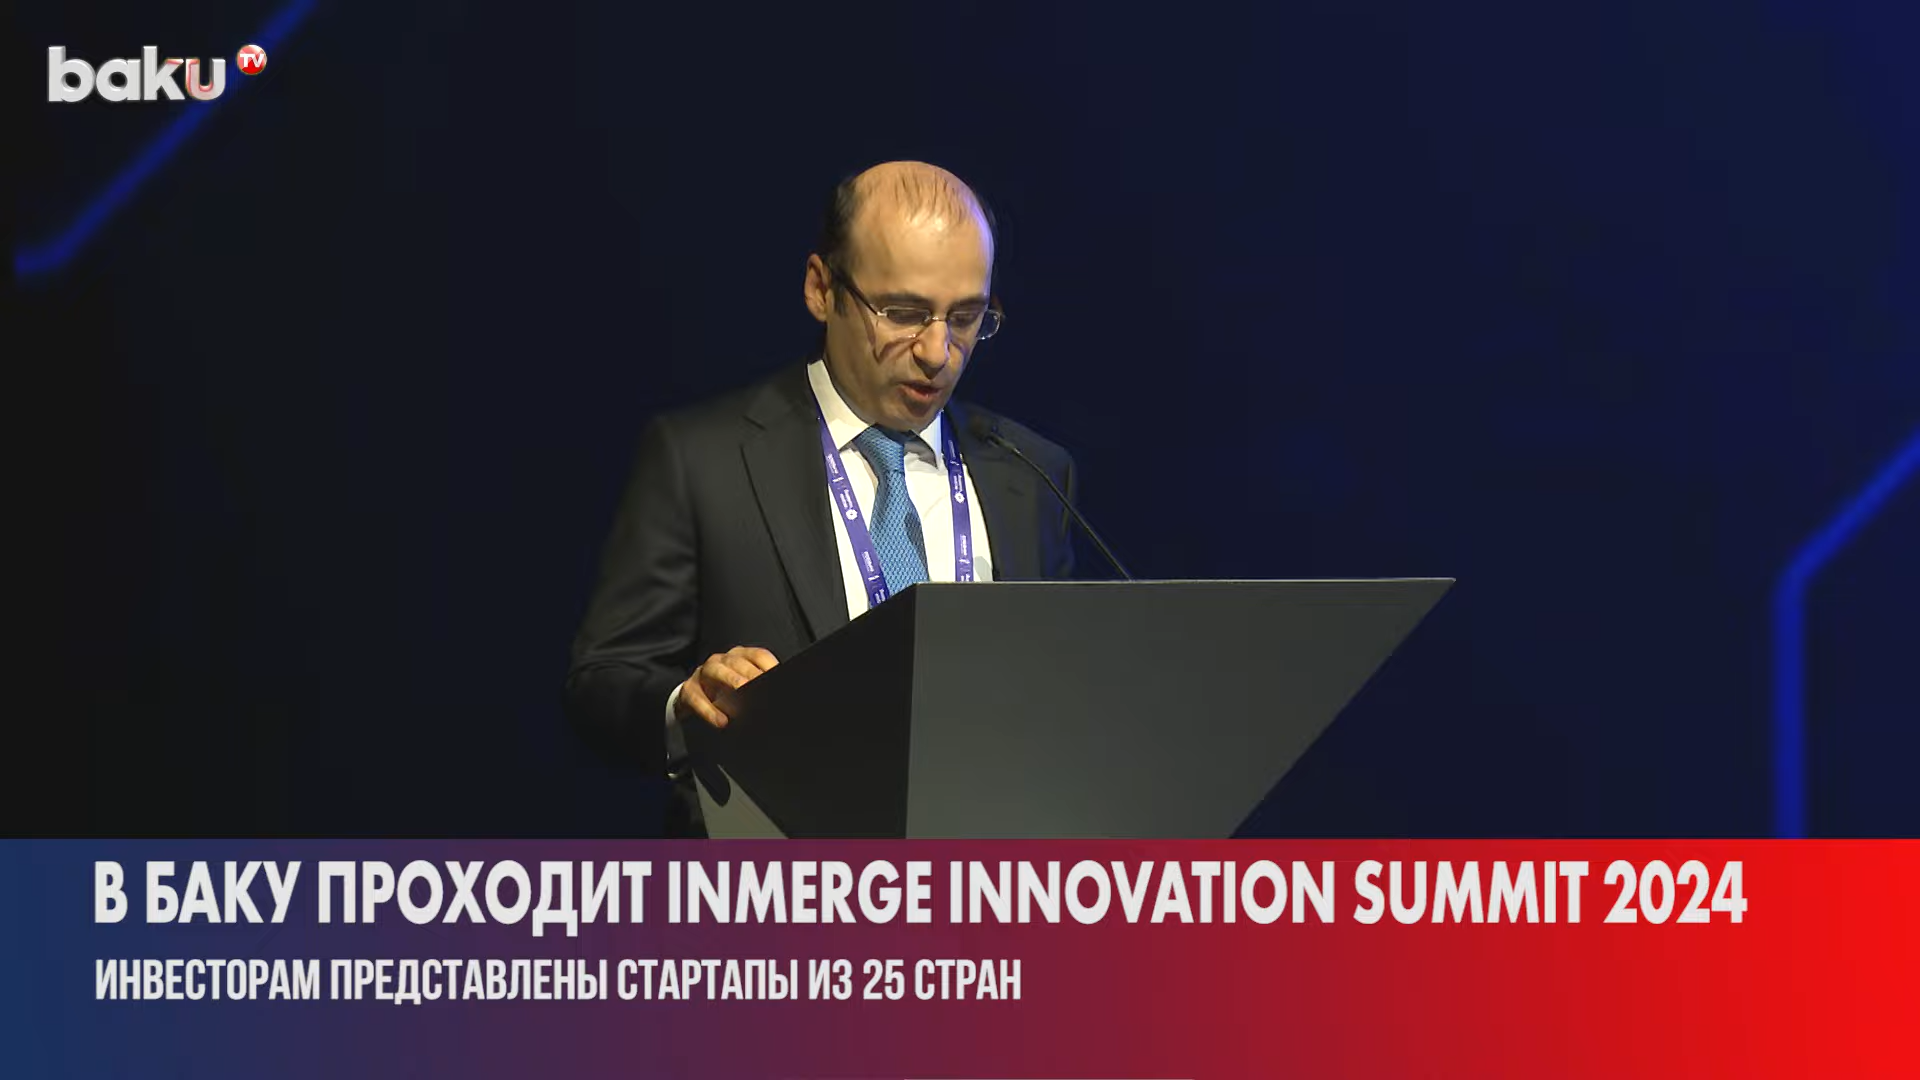 baku TV
В БАКУ ПРОХОДИТ INMERGE INNOVATION SUMMIT 2024
ИНВЕСТОРАМ ПРЕДСТАВЛЕНЫ СТАРТАПЫ ИЗ 25 СТРАН